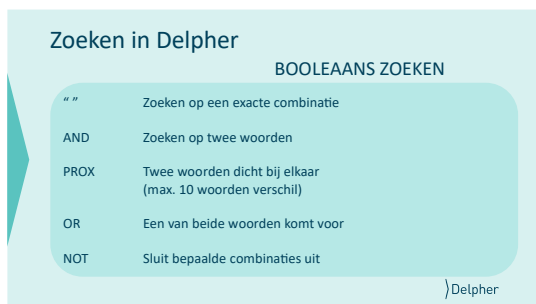 Zoeken in Delpher
BOOLEAANS ZOEKEN
“ ” Zoeken op een exacte combinatie
AND Zoeken op twee woorden
PROX Twee woorden dicht bij elkaar
(max. 10 woorden verschil)
OR Een van beide woorden komt voor
NOT Sluit bepaalde combinaties uit
Delpher